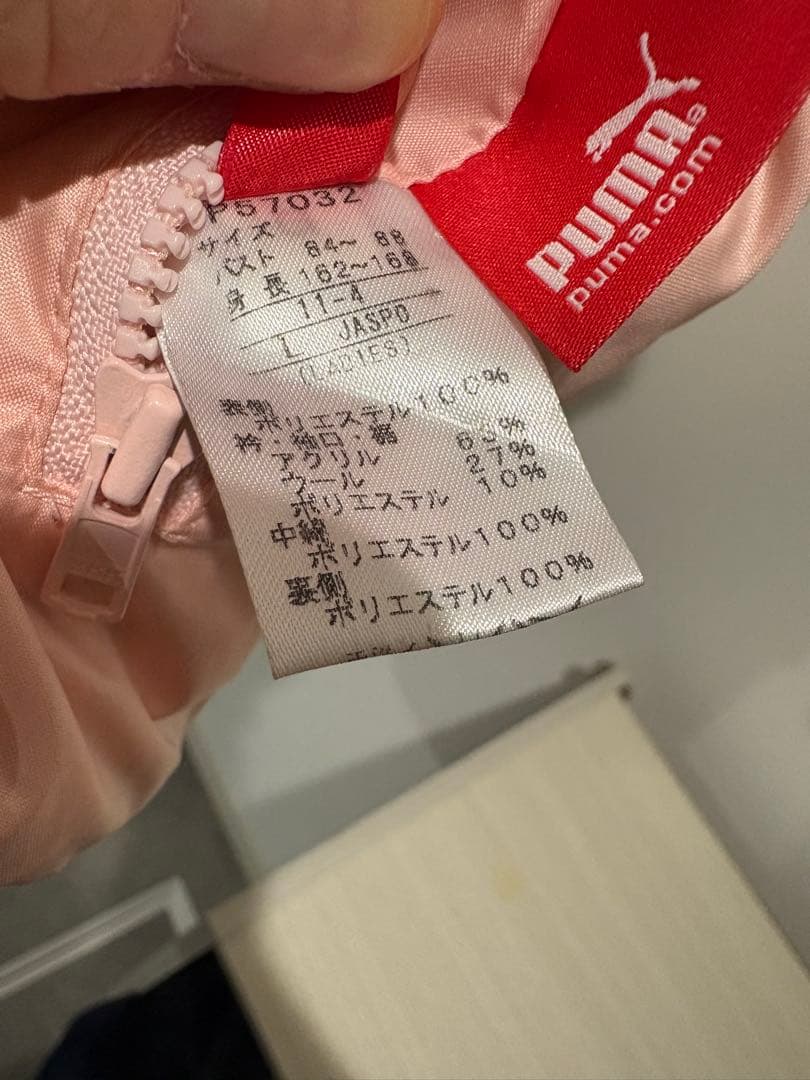 PUMA®
puma.com
P57032
サイズ
バスト 84～ 88
身 長 162～168
11-4
L JASPO
(LADIES)
表側
ポリエステル100%
衿・袖口・裾
アクリル 63%
ウール 27%
ポリエステル 10%
中綿
ポリエステル100%
裏側
ポリエステル100%